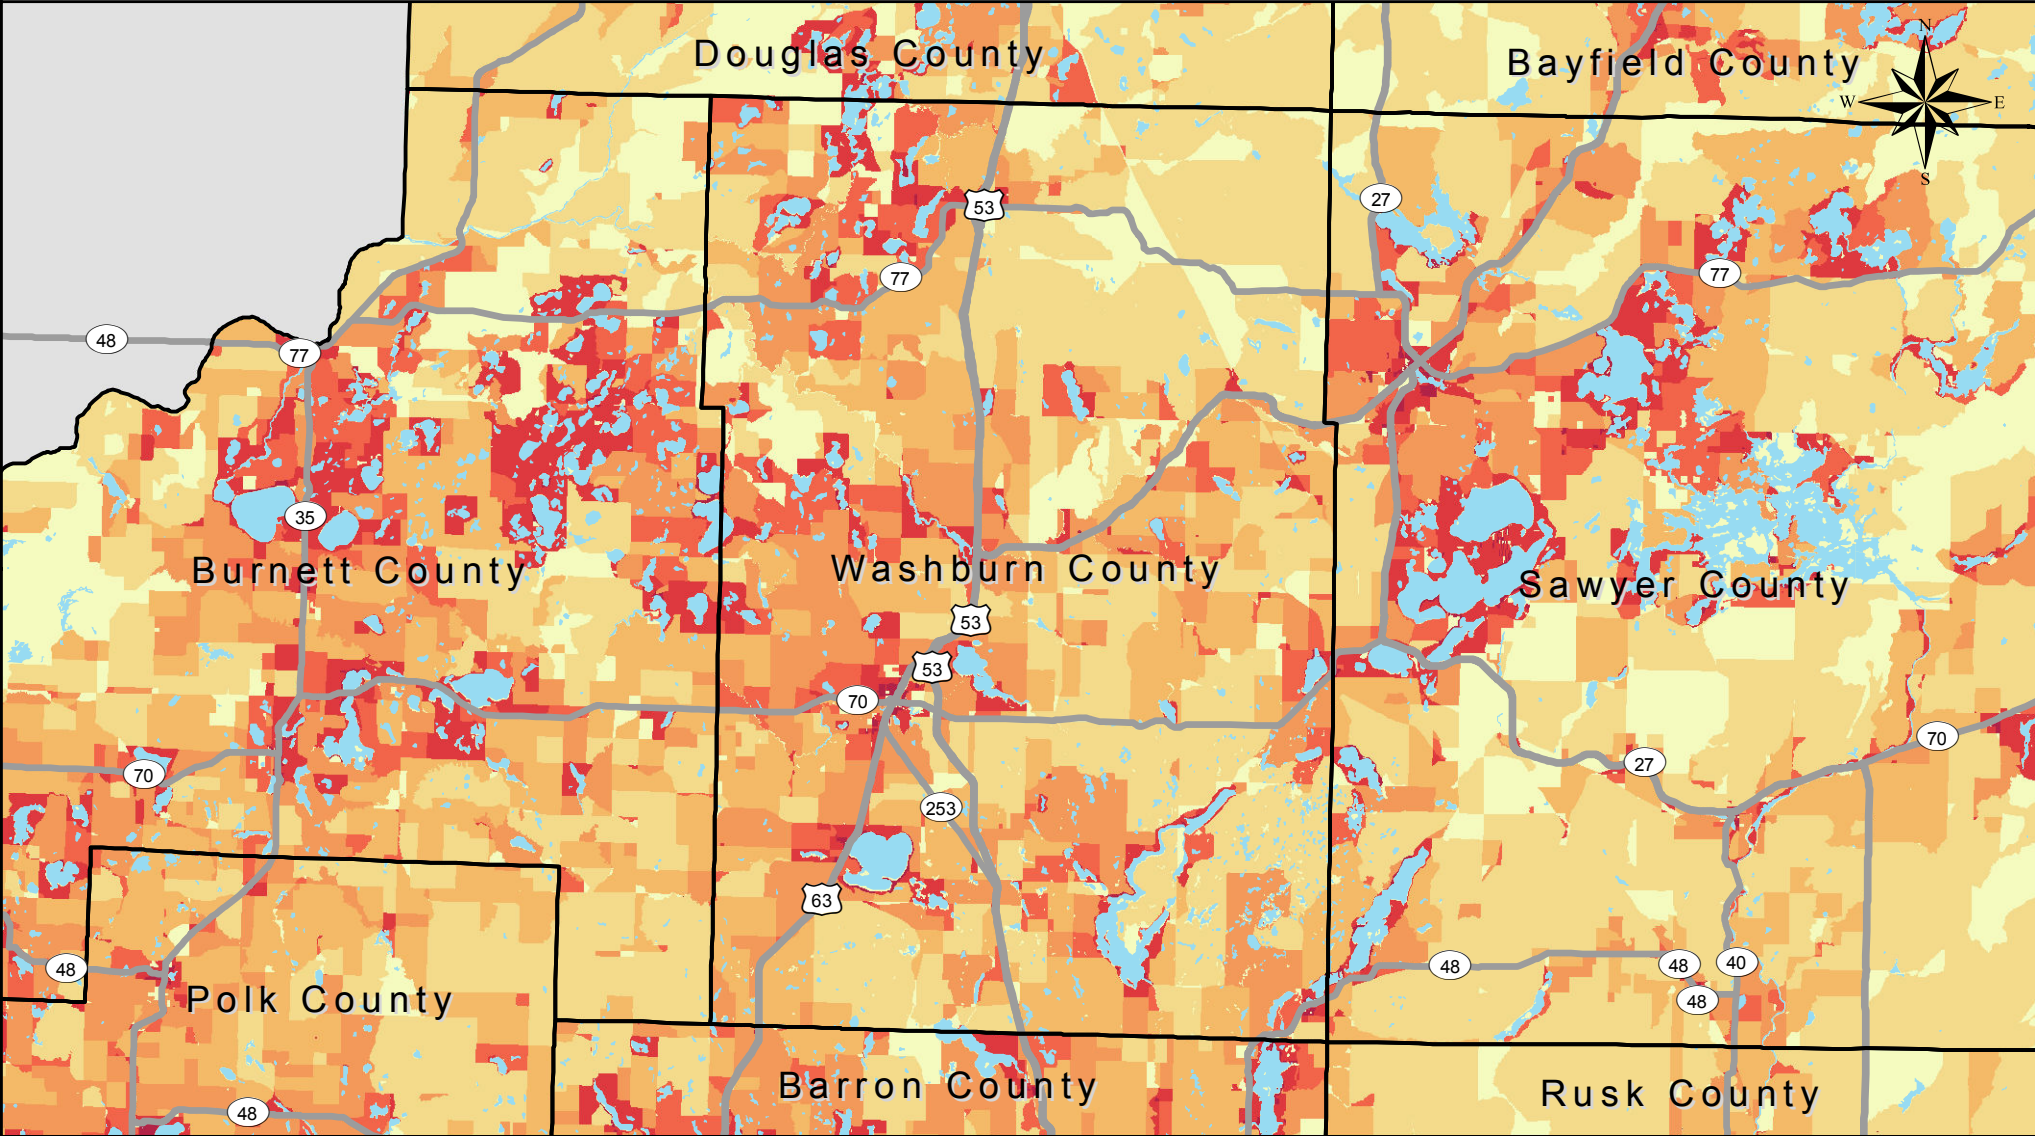 Douglas County
Bayfield County
N
W
E
S
27
53
77
77
48
77
35
Burnett County
Washburn County
Sawyer County
53
53
70
70
27
70
253
63
48
48
48
40
48
Polk County
Barron County
Rusk County
48